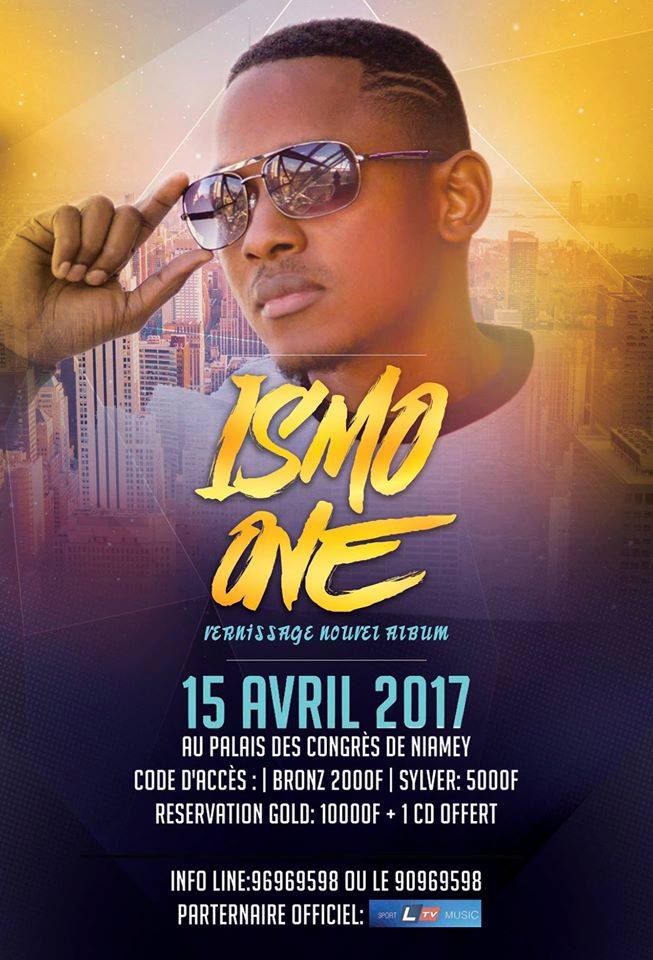 ISMO
ONE
VERNISSAGE NOUVEL ALBUM
15 AVRIL 2017
AU PALAIS DES CONGRÈS DE NIAMEY
CODE D'ACCÈS : | BRONZ 2000F | SYLVER: 5000F
RESERVATION GOLD: 10000F + 1 CD OFFERT
INFO LINE:96969598 OU LE 90969598
PARTERNAIRE OFFICIEL: SPORT L TV MUSIC